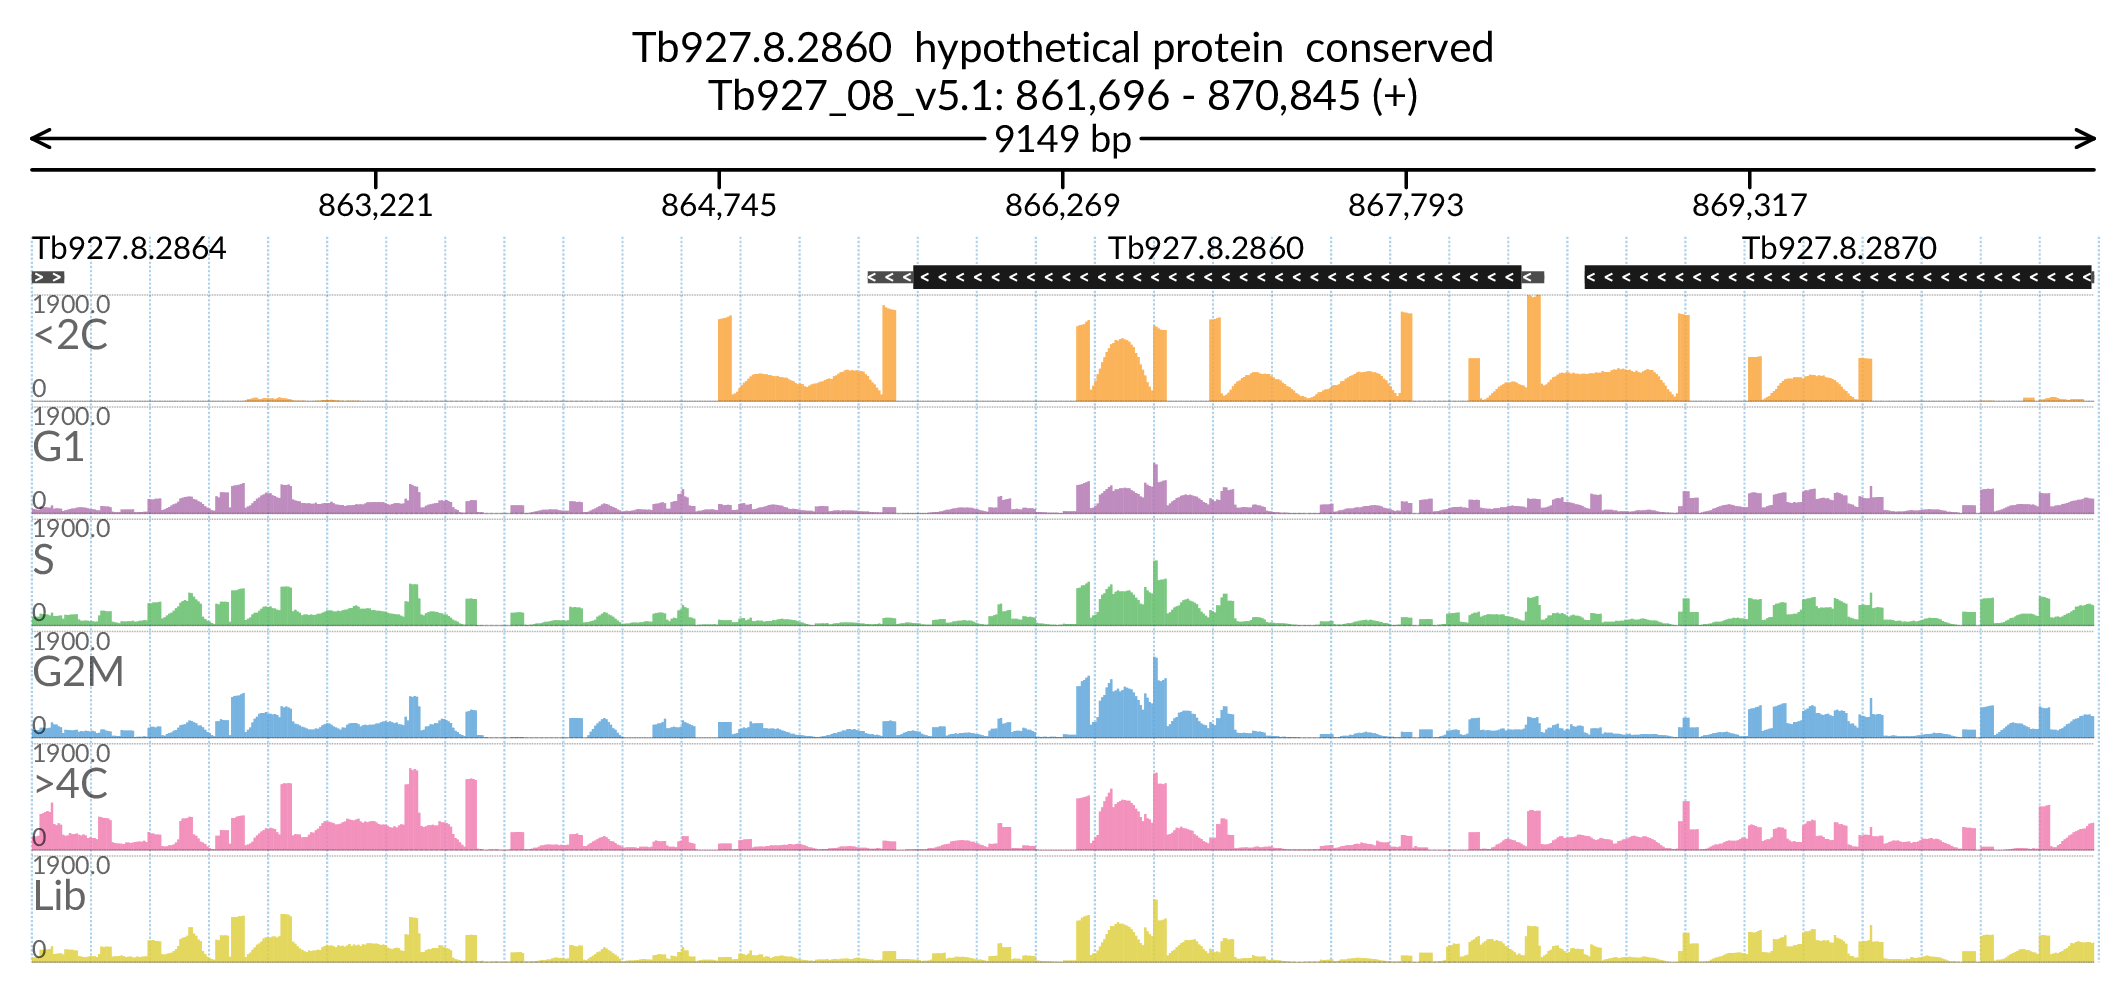 Tb927.8.2860  hypothetical protein  conserved
Tb927_08_v5.1: 861,696 - 870,845 (+)
9149 bp
863,221 864,745 866,269 867,793 869,317
Tb927.8.2864 Tb927.8.2860 Tb927.8.2870
1900.0
<2C
0
1900.0
G1
0
1900.0
S
0
1900.0
G2M
0
1900.0
>4C
0
1900.0
Lib
0